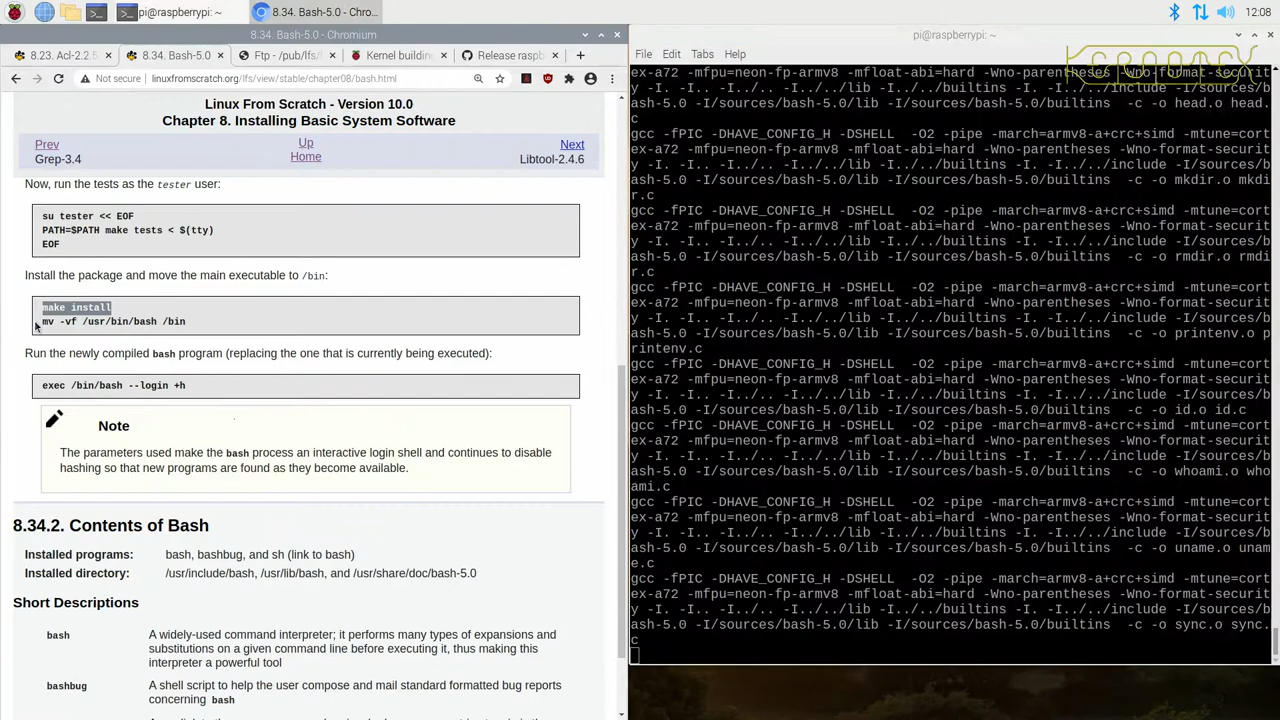 pi@raspberrypi: ~
8.34. Bash-5.0 - Chro...
12:08
8.34. Bash-5.0 - Chromium
8.23. Acl-2.2.5
8.34. Bash-5.0
Ftp - pub/lfs/
Kernel building
Release raspb
Not secure
linuxfromscratch.org/lfs/view/stable/chapter08/bash.html
Linux From Scratch - Version 10.0
Chapter 8. Installing Basic System Software
Prev
Up
Next
Grep-3.4
Home
Libtool-2.4.6
Now, run the tests as the tester user:
su tester << EOF
PATH=$PATH make tests < $(tty)
EOF
Install the package and move the main executable to /bin:
make install
mv -vf /usr/bin/bash /bin
Run the newly compiled bash program (replacing the one that is currently being executed):
exec /bin/bash --login +h
Note
The parameters used make the bash process an interactive login shell and continues to disable
hashing so that new programs are found as they become available.
8.34.2. Contents of Bash
Installed programs: bash, bashbug, and sh (link to bash)
Installed directory: /usr/include/bash, /usr/lib/bash, and /usr/share/doc/bash-5.0
Short Descriptions
bash
A widely-used command interpreter; it performs many types of expansions and
substitutions on a given command line before executing it, thus making this
interpreter a powerful tool
bashbug
A shell script to help the user compose and mail standard formatted bug reports
concerning bash
pi@raspberrypi: ~
File Edit Tabs Help
ex-a72 -mfpu=neon-fp-armv8 -mfloat-abi=hard -Wno-parentheses -Wno-format-securit
y -I. -I.. -I../.. -I../../lib -I../../builtins -I. -I../../include -I/sources/b
ash-5.0 -I/sources/bash-5.0/lib -I/sources/bash-5.0/builtins  -c -o head.o head.
c
gcc -fPIC -DHAVE_CONFIG_H -DSHELL  -O2 -pipe -march=armv8-a+crc+simd -mtune=cort
ex-a72 -mfpu=neon-fp-armv8 -mfloat-abi=hard -Wno-parentheses -Wno-format-securit
y -I. -I.. -I../.. -I../../lib -I../../builtins -I. -I../../include -I/sources/b
ash-5.0 -I/sources/bash-5.0/lib -I/sources/bash-5.0/builtins  -c -o mkdir.o mkdi
r.c
gcc -fPIC -DHAVE_CONFIG_H -DSHELL  -O2 -pipe -march=armv8-a+crc+simd -mtune=cort
ex-a72 -mfpu=neon-fp-armv8 -mfloat-abi=hard -Wno-parentheses -Wno-format-securit
y -I. -I.. -I../.. -I../../lib -I../../builtins -I. -I../../include -I/sources/b
ash-5.0 -I/sources/bash-5.0/lib -I/sources/bash-5.0/builtins  -c -o rmdir.o rmdi
r.c
gcc -fPIC -DHAVE_CONFIG_H -DSHELL  -O2 -pipe -march=armv8-a+crc+simd -mtune=cort
ex-a72 -mfpu=neon-fp-armv8 -mfloat-abi=hard -Wno-parentheses -Wno-format-securit
y -I. -I.. -I../.. -I../../lib -I../../builtins -I. -I../../include -I/sources/b
ash-5.0 -I/sources/bash-5.0/lib -I/sources/bash-5.0/builtins  -c -o printenv.o p
rintenv.c
gcc -fPIC -DHAVE_CONFIG_H -DSHELL  -O2 -pipe -march=armv8-a+crc+simd -mtune=cort
ex-a72 -mfpu=neon-fp-armv8 -mfloat-abi=hard -Wno-parentheses -Wno-format-securit
y -I. -I.. -I../.. -I../../lib -I../../builtins -I. -I../../include -I/sources/b
ash-5.0 -I/sources/bash-5.0/lib -I/sources/bash-5.0/builtins  -c -o id.o id.c
gcc -fPIC -DHAVE_CONFIG_H -DSHELL  -O2 -pipe -march=armv8-a+crc+simd -mtune=cort
ex-a72 -mfpu=neon-fp-armv8 -mfloat-abi=hard -Wno-parentheses -Wno-format-securit
y -I. -I.. -I../.. -I../../lib -I../../builtins -I. -I../../include -I/sources/b
ash-5.0 -I/sources/bash-5.0/lib -I/sources/bash-5.0/builtins  -c -o whoami.o who
ami.c
gcc -fPIC -DHAVE_CONFIG_H -DSHELL  -O2 -pipe -march=armv8-a+crc+simd -mtune=cort
ex-a72 -mfpu=neon-fp-armv8 -mfloat-abi=hard -Wno-parentheses -Wno-format-securit
y -I. -I.. -I../.. -I../../lib -I../../builtins -I. -I../../include -I/sources/b
ash-5.0 -I/sources/bash-5.0/lib -I/sources/bash-5.0/builtins  -c -o uname.o unam
e.c
gcc -fPIC -DHAVE_CONFIG_H -DSHELL  -O2 -pipe -march=armv8-a+crc+simd -mtune=cort
ex-a72 -mfpu=neon-fp-armv8 -mfloat-abi=hard -Wno-parentheses -Wno-format-securit
y -I. -I.. -I../.. -I../../lib -I../../builtins -I. -I../../include -I/sources/b
ash-5.0 -I/sources/bash-5.0/lib -I/sources/bash-5.0/builtins  -c -o sync.o sync.
c